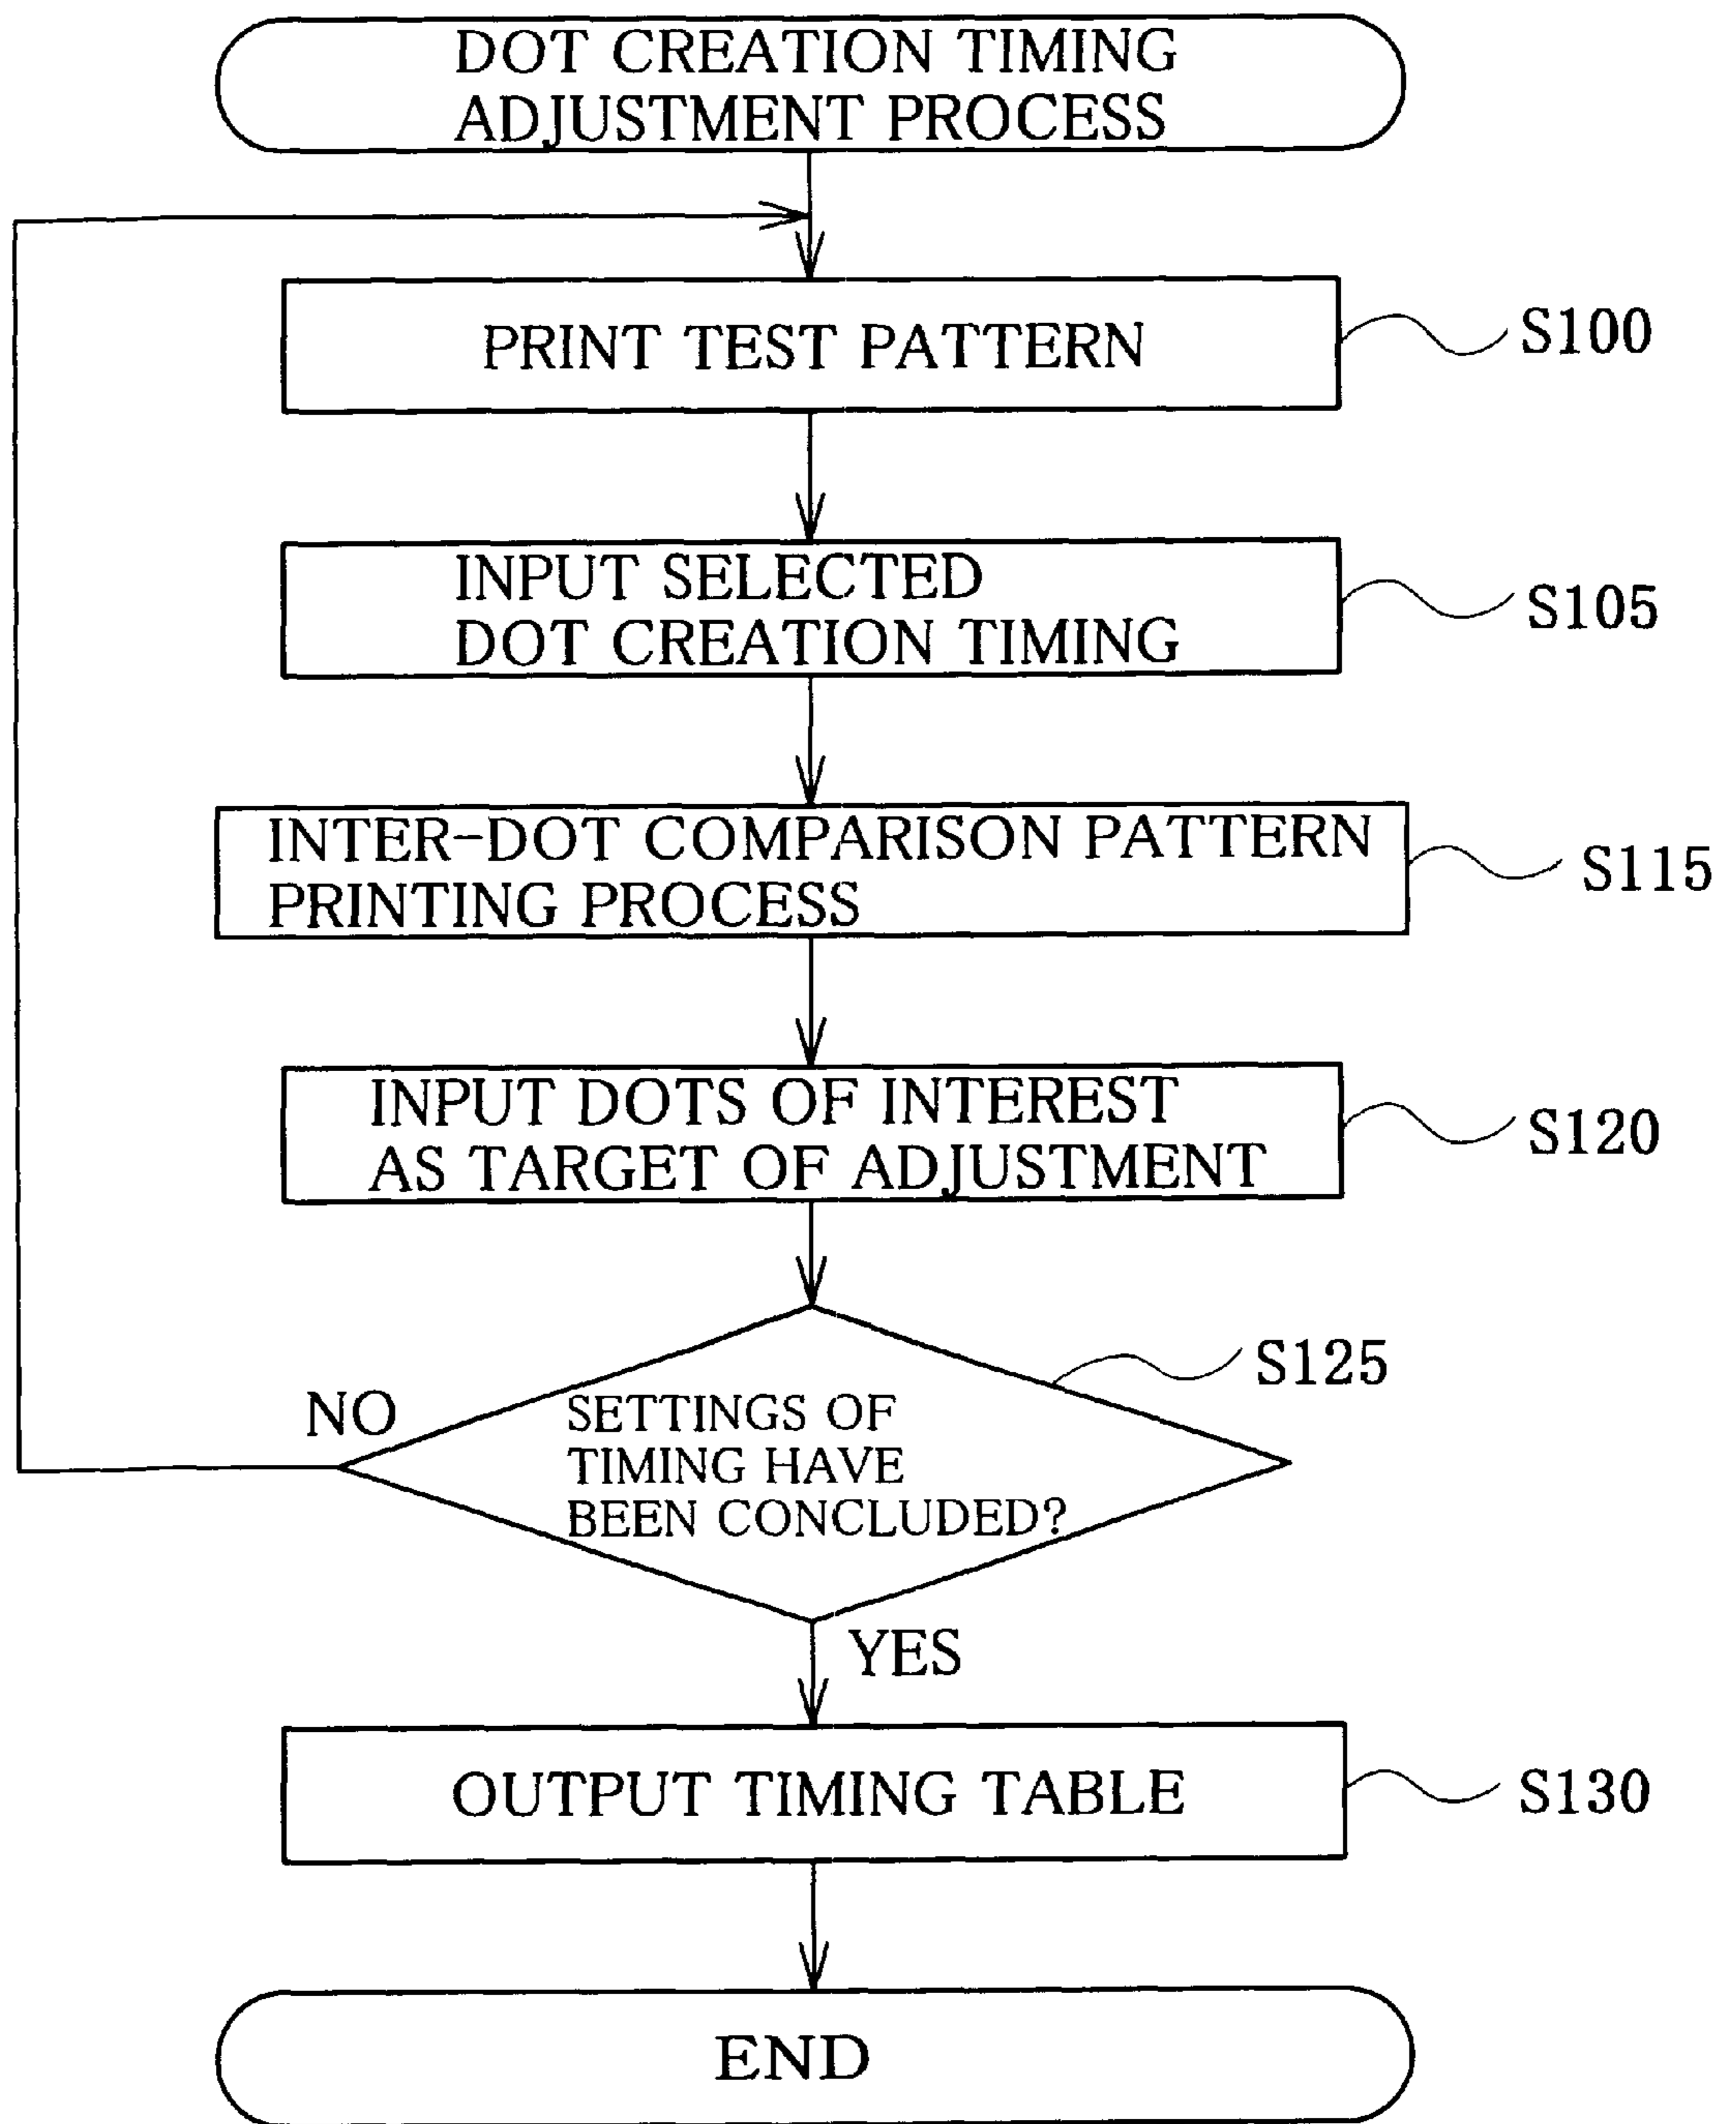 DOT CREATION TIMING
ADJUSTMENT PROCESS
PRINT TEST PATTERN
S100
INPUT SELECTED
DOT CREATION TIMING
S105
INTER-DOT COMPARISON PATTERN
PRINTING PROCESS
S115
INPUT DOTS OF INTEREST
AS TARGET OF ADJUSTMENT
S120
S125
NO
SETTINGS OF
TIMING HAVE
BEEN CONCLUDED?
YES
OUTPUT TIMING TABLE
S130
END